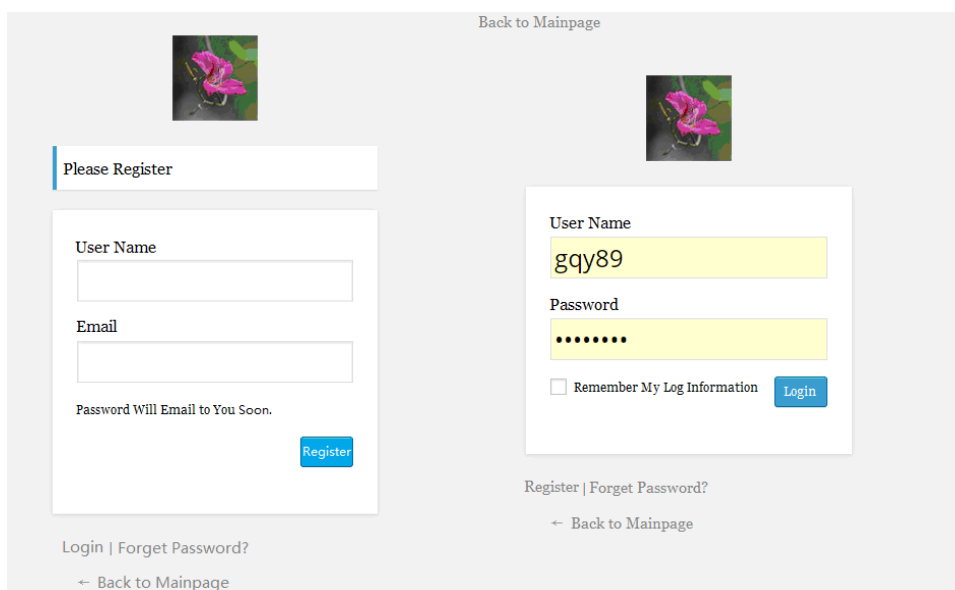 Back to Mainpage
Please Register
User Name
Email
Password Will Email to You Soon.
Register
Login | Forget Password?
← Back to Mainpage
User Name
gqy89
Password
••••••••
Remember My Log Information
Login
Register | Forget Password?
← Back to Mainpage